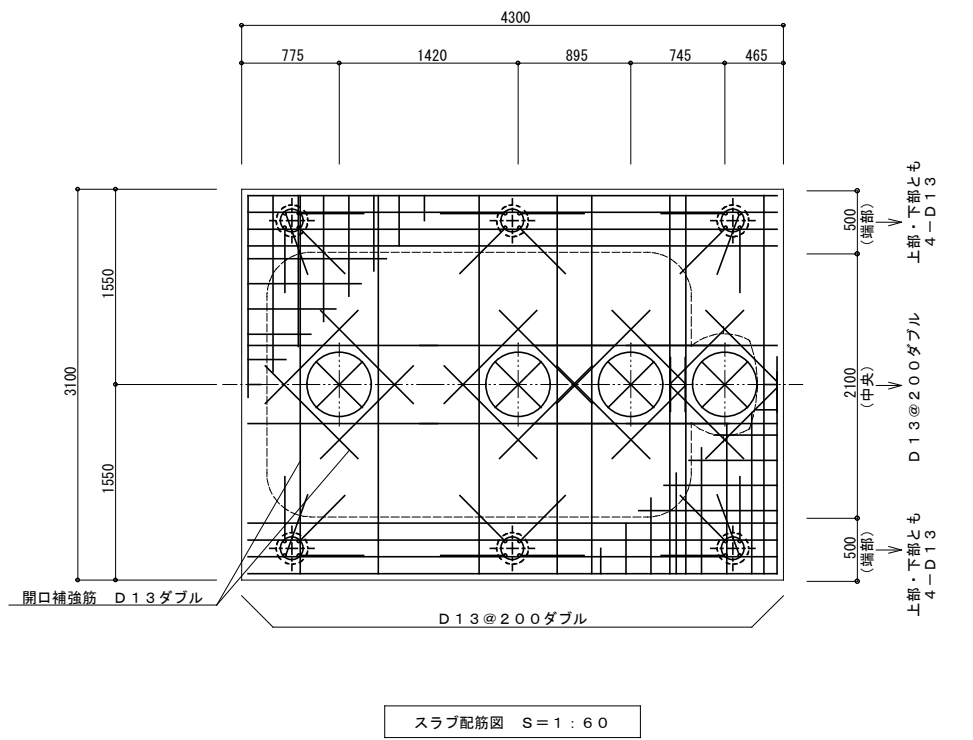 4300
775
1420
895
745
465
3100
1550
1550
500
(端部)
上部・下部とも
4－D13
2100
(中央)
D13@200ダブル
500
(端部)
上部・下部とも
4－D13
開口補強筋　D13ダブル
D13@200ダブル
スラブ配筋図　S＝1：60